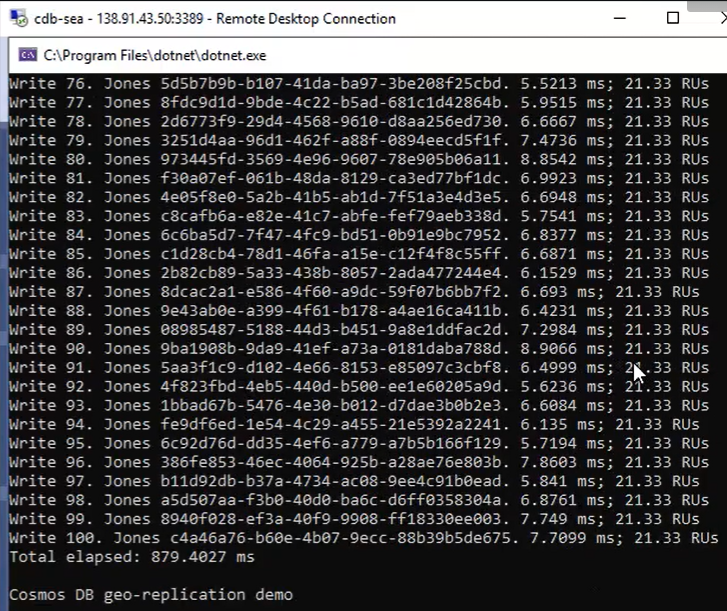 cdb-sea - 138.91.43.50:3389 - Remote Desktop Connection
C:\Program Files\dotnet\dotnet.exe
Write 76. Jones 5d5b7b9b-b107-41da-ba97-3be208f25cbd. 5.5213 ms; 21.33 RUs
Write 77. Jones 8fdc9d1d-9bde-4c22-b5ad-681c1d42864b. 5.9515 ms; 21.33 RUs
Write 78. Jones 2d6773f9-29d4-4568-9610-d8aa256ed730. 6.6667 ms; 21.33 RUs
Write 79. Jones 3251d4aa-96d1-462f-a88f-0894eecd5f1f. 7.4736 ms; 21.33 RUs
Write 80. Jones 973445fd-3569-4e96-9607-78e905b06a11. 8.8542 ms; 21.33 RUs
Write 81. Jones f30a07ef-061b-48da-8129-ca3ed77bf1dc. 6.9923 ms; 21.33 RUs
Write 82. Jones 4e05f8e0-5a2b-41b5-ab1d-7f51a3e4d3e5. 6.6948 ms; 21.33 RUs
Write 83. Jones c8cafb6a-e82e-41c7-abfe-fef79aeb338d. 5.7541 ms; 21.33 RUs
Write 84. Jones 6c6ba5d7-7f47-4fc9-bd51-0b91e9bc7952. 6.8377 ms; 21.33 RUs
Write 85. Jones c1d28cb4-78d1-46fa-a15e-c12f4f8c55ff. 6.6871 ms; 21.33 RUs
Write 86. Jones 2b82cb89-5a33-438b-8057-2ada477244e4. 6.1529 ms; 21.33 RUs
Write 87. Jones 8dcac2a1-e586-4f60-a9dc-59f07b6bb7f2. 6.693 ms; 21.33 RUs
Write 88. Jones 9e43ab0e-a399-4f61-b178-a4ae16ca411b. 6.4231 ms; 21.33 RUs
Write 89. Jones 08985487-5188-44d3-b451-9a8e1ddfac2d. 7.2984 ms; 21.33 RUs
Write 90. Jones 9ba1908b-9da9-41ef-a73a-0181daba788d. 8.9066 ms; 21.33 RUs
Write 91. Jones 5aa3f1c9-d102-4e66-8153-e85097c3cbf8. 6.4999 ms; 21.33 RUs
Write 92. Jones 4f823fbd-4eb5-440d-b500-ee1e60205a9d. 5.6236 ms; 21.33 RUs
Write 93. Jones 1bbad67b-5476-4e30-b012-d7dae3b0b2e3. 6.6084 ms; 21.33 RUs
Write 94. Jones fe9df6ed-1e54-4c29-a455-21e5392a2241. 6.135 ms; 21.33 RUs
Write 95. Jones 6c92d76d-dd35-4ef6-a779-a7b5b166f129. 5.7194 ms; 21.33 RUs
Write 96. Jones 386fe853-46ec-4064-925b-a28ae76e803b. 7.8603 ms; 21.33 RUs
Write 97. Jones b11d92db-b37a-4734-ac08-9ee4c91b0ead. 5.841 ms; 21.33 RUs
Write 98. Jones a5d507aa-f3b0-40d0-ba6c-d6ff0358304a. 6.8761 ms; 21.33 RUs
Write 99. Jones 8940f028-ef3a-40f9-9908-ff18330ee003. 7.749 ms; 21.33 RUs
Write 100. Jones c4a46a76-b60e-4b07-9ecc-88b39b5de675. 7.7099 ms; 21.33 RUs
Total elapsed: 879.4027 ms
Cosmos DB geo-replication demo